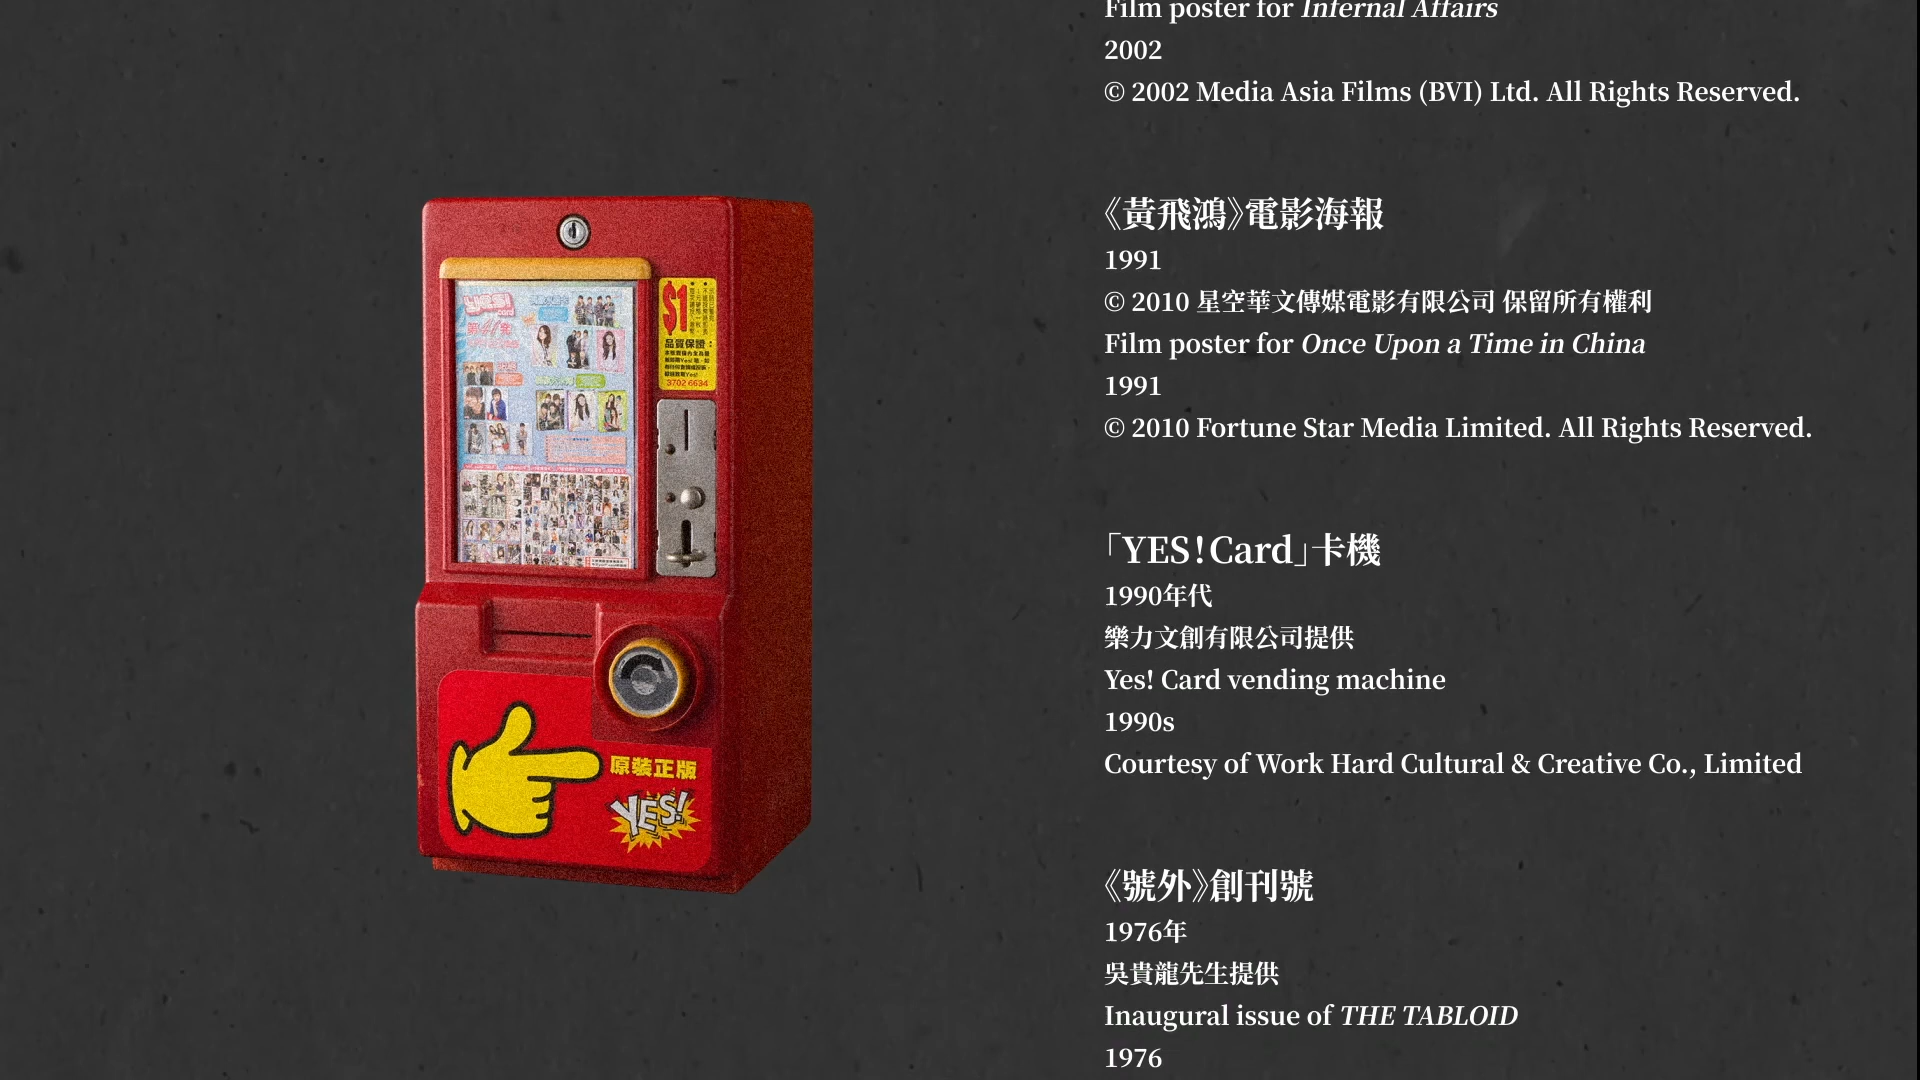 Film poster for Infernal Affairs
2002
© 2002 Media Asia Films (BVI) Ltd. All Rights Reserved.
《黃飛鴻》電影海報
1991
© 2010 星空華文傳媒電影有限公司 保留所有權利
Film poster for Once Upon a Time in China
1991
© 2010 Fortune Star Media Limited. All Rights Reserved.
「YES!Card」卡機
1990年代
樂力文創有限公司提供
Yes! Card vending machine
1990s
Courtesy of Work Hard Cultural & Creative Co., Limited
《號外》創刊號
1976年
吳貴龍先生提供
Inaugural issue of THE TABLOID
1976
$1
品質保證：
3702 6634
原裝正版
YES!